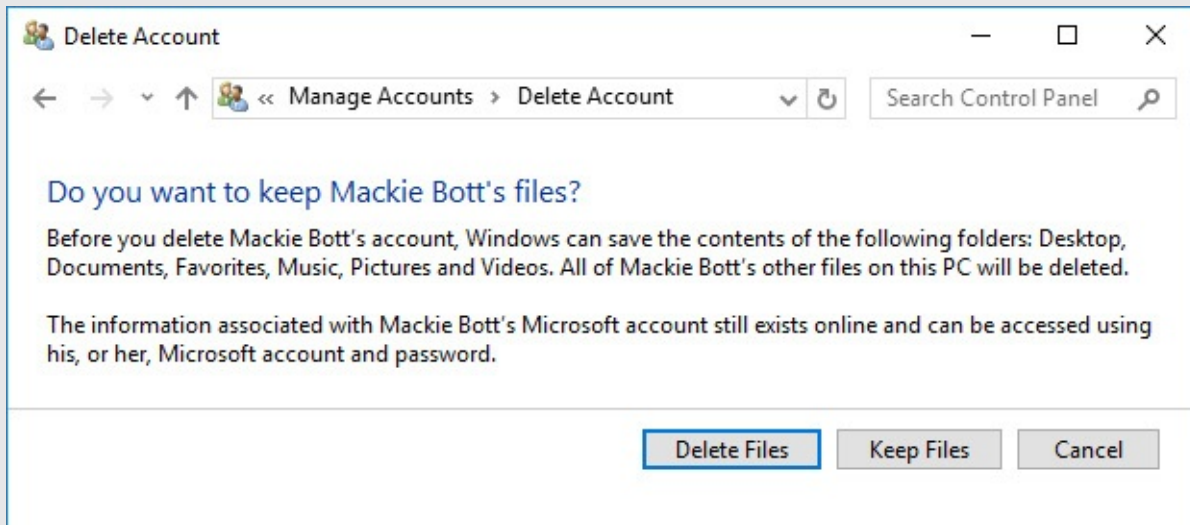 Delete Account
« Manage Accounts > Delete Account
Search Control Panel
Do you want to keep Mackie Bott's files?
Before you delete Mackie Bott's account, Windows can save the contents of the following folders: Desktop,
Documents, Favorites, Music, Pictures and Videos. All of Mackie Bott's other files on this PC will be deleted.
The information associated with Mackie Bott's Microsoft account still exists online and can be accessed using
his, or her, Microsoft account and password.
Delete Files
Keep Files
Cancel